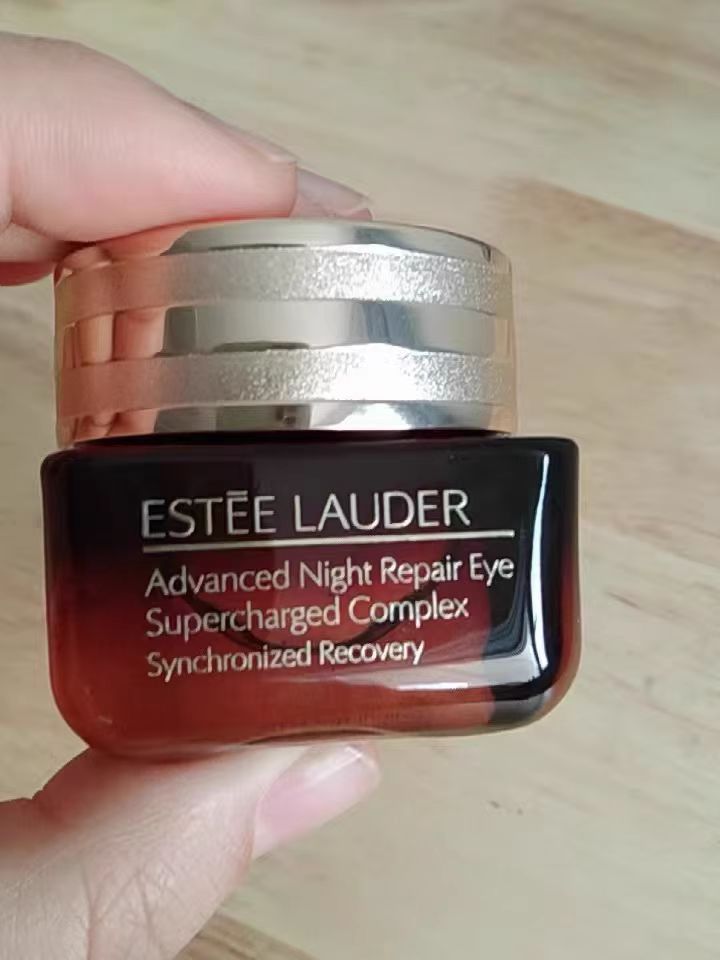 ESTĒE LAUDER
Advanced Night Repair Eye
Supercharged Complex
Synchronized Recovery